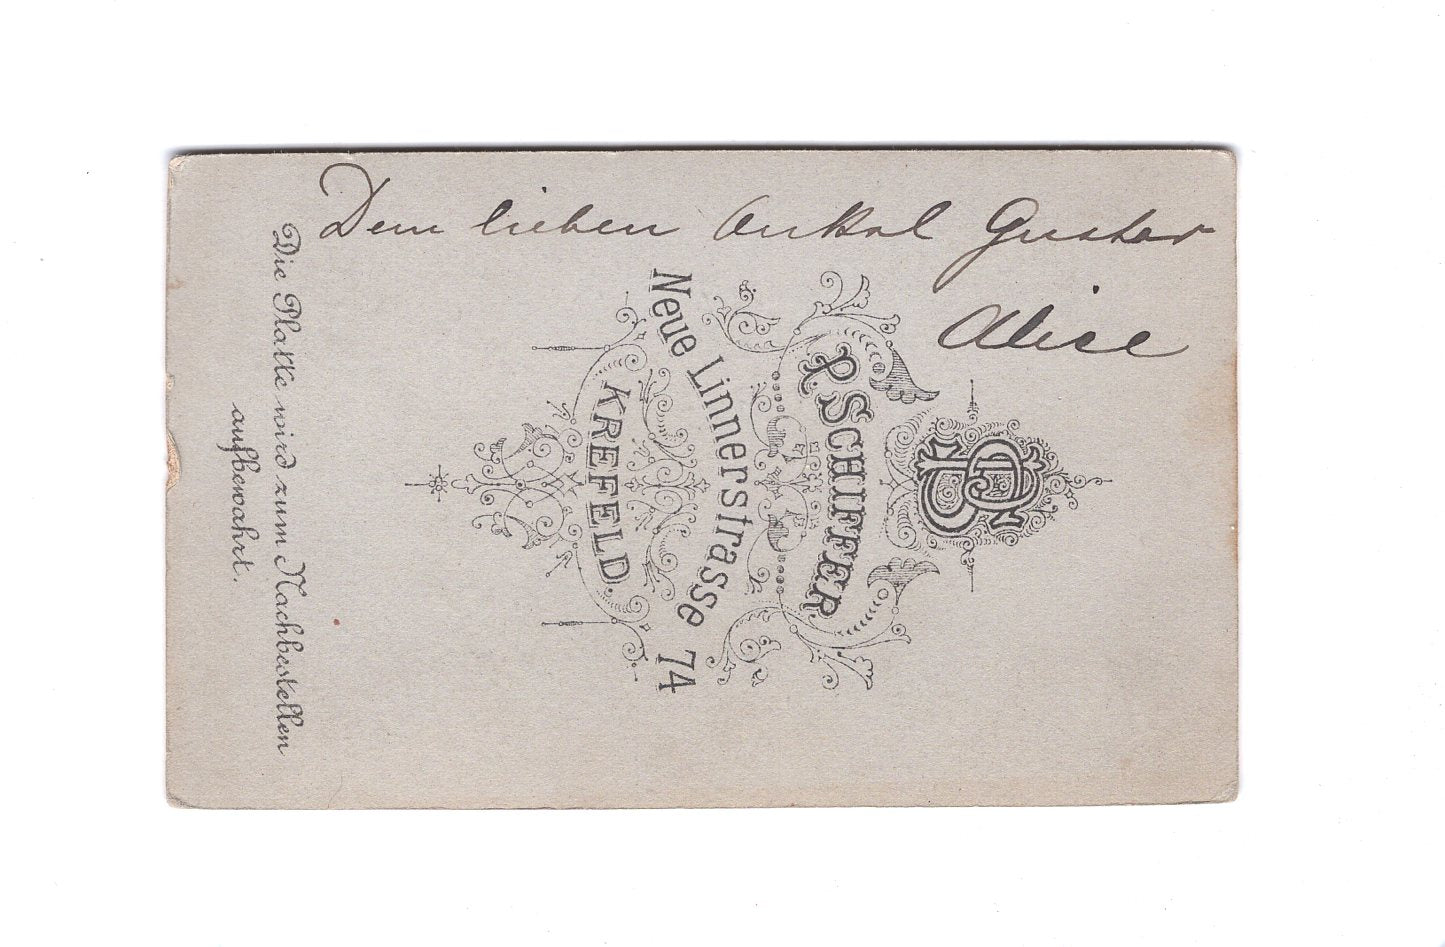 Dem lieben Onkel Gustav
Alice
P. SCHIFFER
Neue Linnerstrasse 74
KREFELD.
Die Platte wird zum Nachbestellen
aufbewahrt.